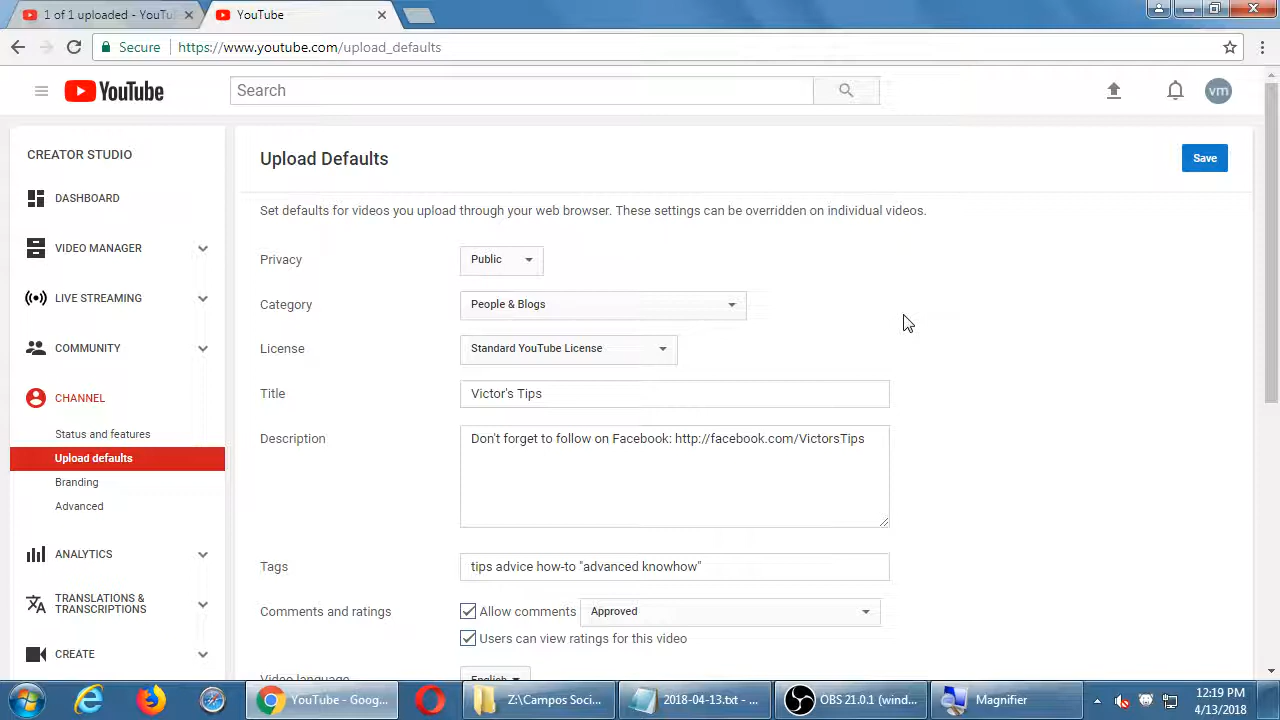 1 of 1 uploaded - YouTu
YouTube
Secure
https://www.youtube.com/upload_defaults
YouTube
Search
vm
CREATOR STUDIO
DASHBOARD
VIDEO MANAGER
LIVE STREAMING
COMMUNITY
CHANNEL
Status and features
Upload defaults
Branding
Advanced
ANALYTICS
TRANSLATIONS &
TRANSCRIPTIONS
CREATE
Upload Defaults
Save
Set defaults for videos you upload through your web browser. These settings can be overridden on individual videos.
Privacy
Public
Category
People & Blogs
License
Standard YouTube License
Title
Victor's Tips
Description
Don't forget to follow on Facebook: http://facebook.com/VictorsTips
Tags
tips advice how-to "advanced knowhow"
Comments and ratings
Allow comments
Approved
Users can view ratings for this video
Video language
English
YouTube - Goog...
Z:\Campos Soci...
2018-04-13.txt - ...
OBS 21.0.1 (wind...
Magnifier
12:19 PM
4/13/2018